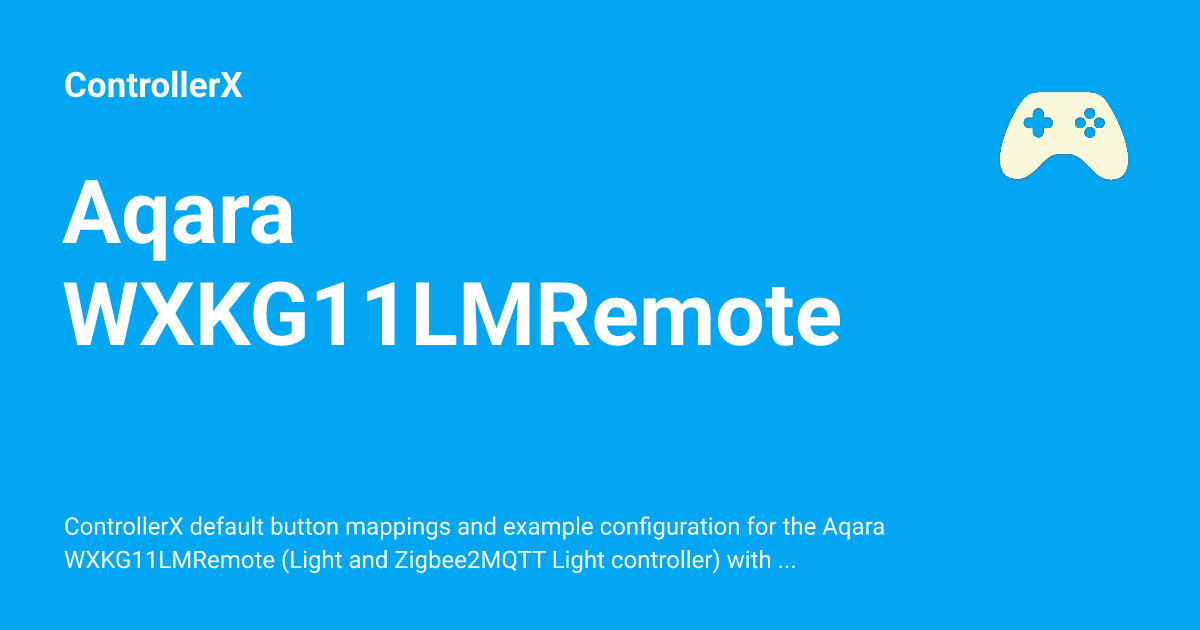 ControllerX
Aqara
WXKG11LMRemote
ControllerX default button mappings and example configuration for the Aqara
WXKG11LMRemote (Light and Zigbee2MQTT Light controller) with ...